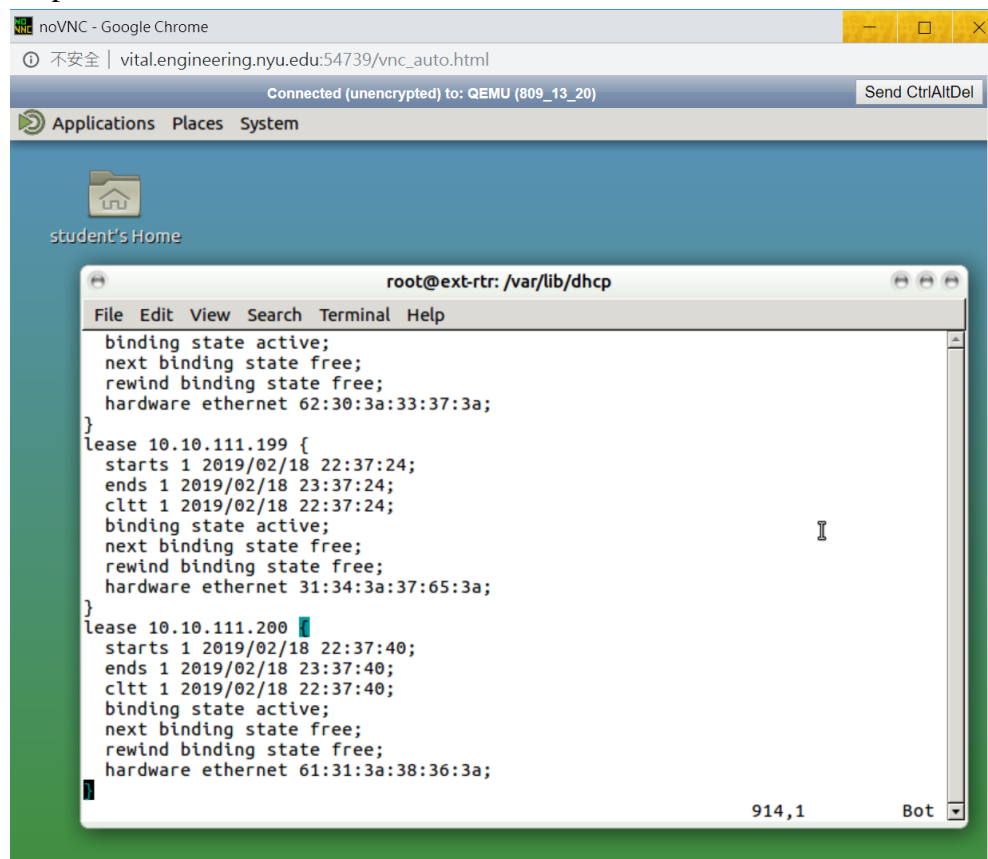 noVNC - Google Chrome
不安全 | vital.engineering.nyu.edu:54739/vnc_auto.html
Connected (unencrypted) to: QEMU (809_13_20)
Send CtrlAltDel
Applications Places System
student's Home
root@ext-rtr: /var/lib/dhcp
File Edit View Search Terminal Help
binding state active;
next binding state free;
rewind binding state free;
hardware ethernet 62:30:3a:33:37:3a;
}
lease 10.10.111.199 {
starts 1 2019/02/18 22:37:24;
ends 1 2019/02/18 23:37:24;
cltt 1 2019/02/18 22:37:24;
binding state active;
next binding state free;
rewind binding state free;
hardware ethernet 31:34:3a:37:65:3a;
}
lease 10.10.111.200 {
starts 1 2019/02/18 22:37:40;
ends 1 2019/02/18 23:37:40;
cltt 1 2019/02/18 22:37:40;
binding state active;
next binding state free;
rewind binding state free;
hardware ethernet 61:31:3a:38:36:3a;
}
914,1 Bot